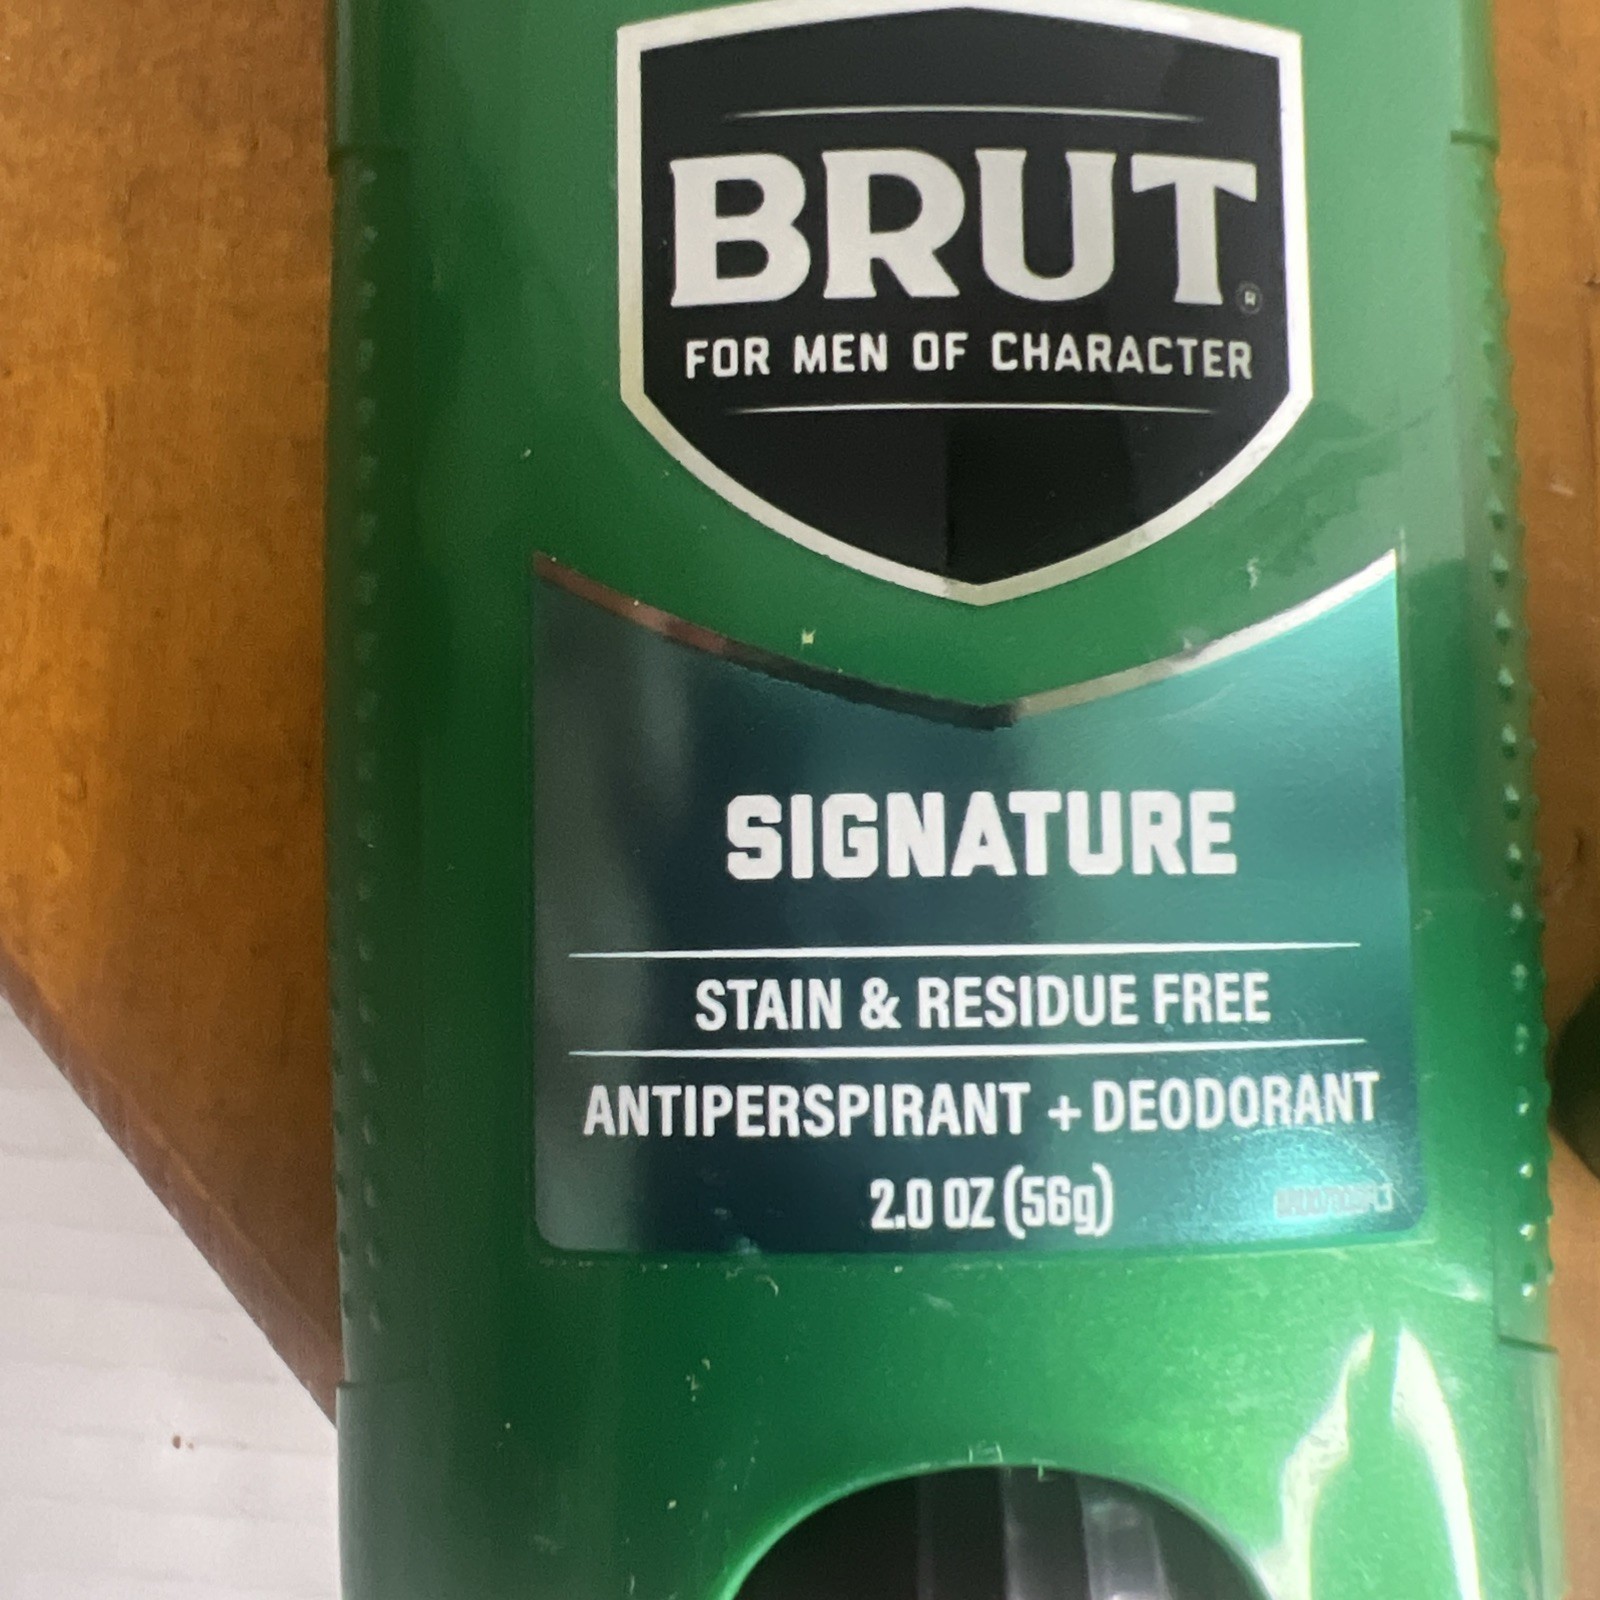 BRUT®
FOR MEN OF CHARACTER
SIGNATURE
STAIN & RESIDUE FREE
ANTIPERSPIRANT + DEODORANT
2.0 OZ (56g)